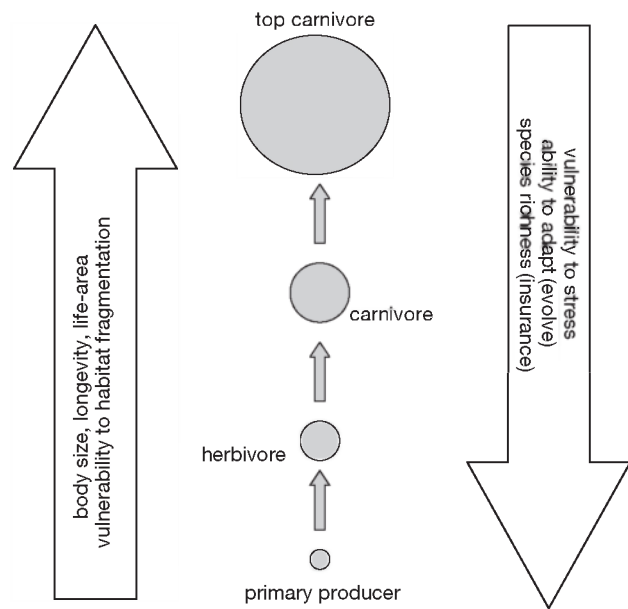 top carnivore
body size, longevity, life-area
vulnerability to habitat fragmentation
vulnerability to stress
ability to adapt (evolve)
species richness (insurance)
carnivore
herbivore
primary producer